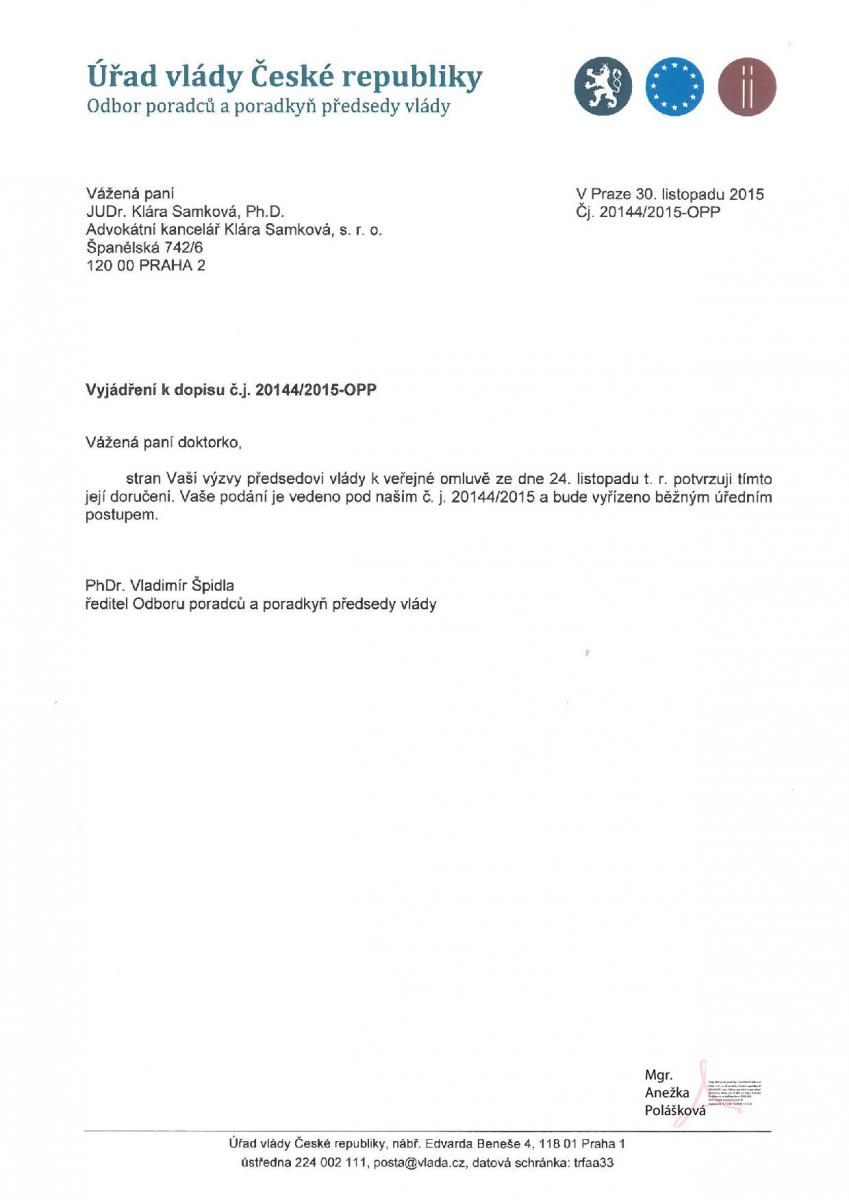 Úřad vlády České republiky
Odbor poradců a poradkyň předsedy vlády
Vážená paní
JUDr. Klára Samková, Ph.D.
Advokátní kancelář Klára Samková, s. r. o.
Španělská 742/6
120 00 PRAHA 2
V Praze 30. listopadu 2015
Čj. 20144/2015-OPP
Vyjádření k dopisu č.j. 20144/2015-OPP
Vážená paní doktorko,
stran Vaší výzvy předsedovi vlády k veřejné omluvě ze dne 24. listopadu t. r. potvrzuji tímto
její doručení. Vaše podání je vedeno pod naším č. j. 20144/2015 a bude vyřízeno běžným úředním
postupem.
PhDr. Vladimír Špidla
ředitel Odboru poradců a poradkyň předsedy vlády
Mgr.
Anežka
Polášková
Úřad vlády České republiky, nábř. Edvarda Beneše 4, 118 01 Praha 1
ústředna 224 002 111, posta@vlada.cz, datová schránka: trfaa33